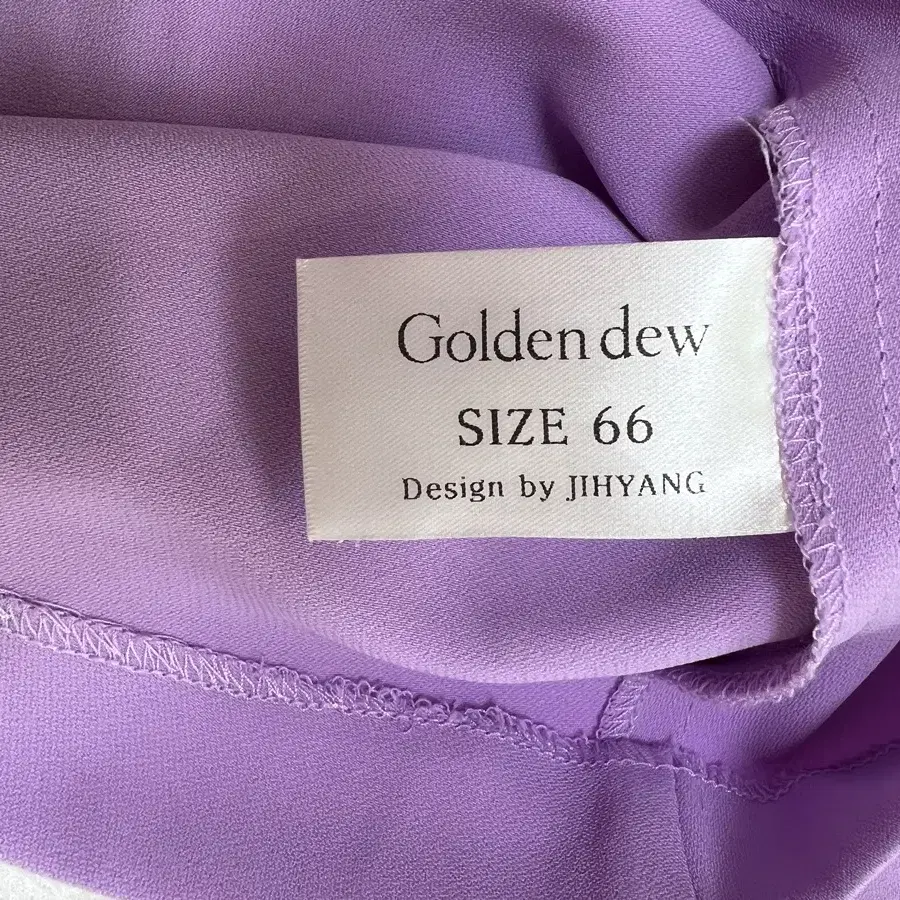 Golden dew
SIZE 66
Design by JIHYANG